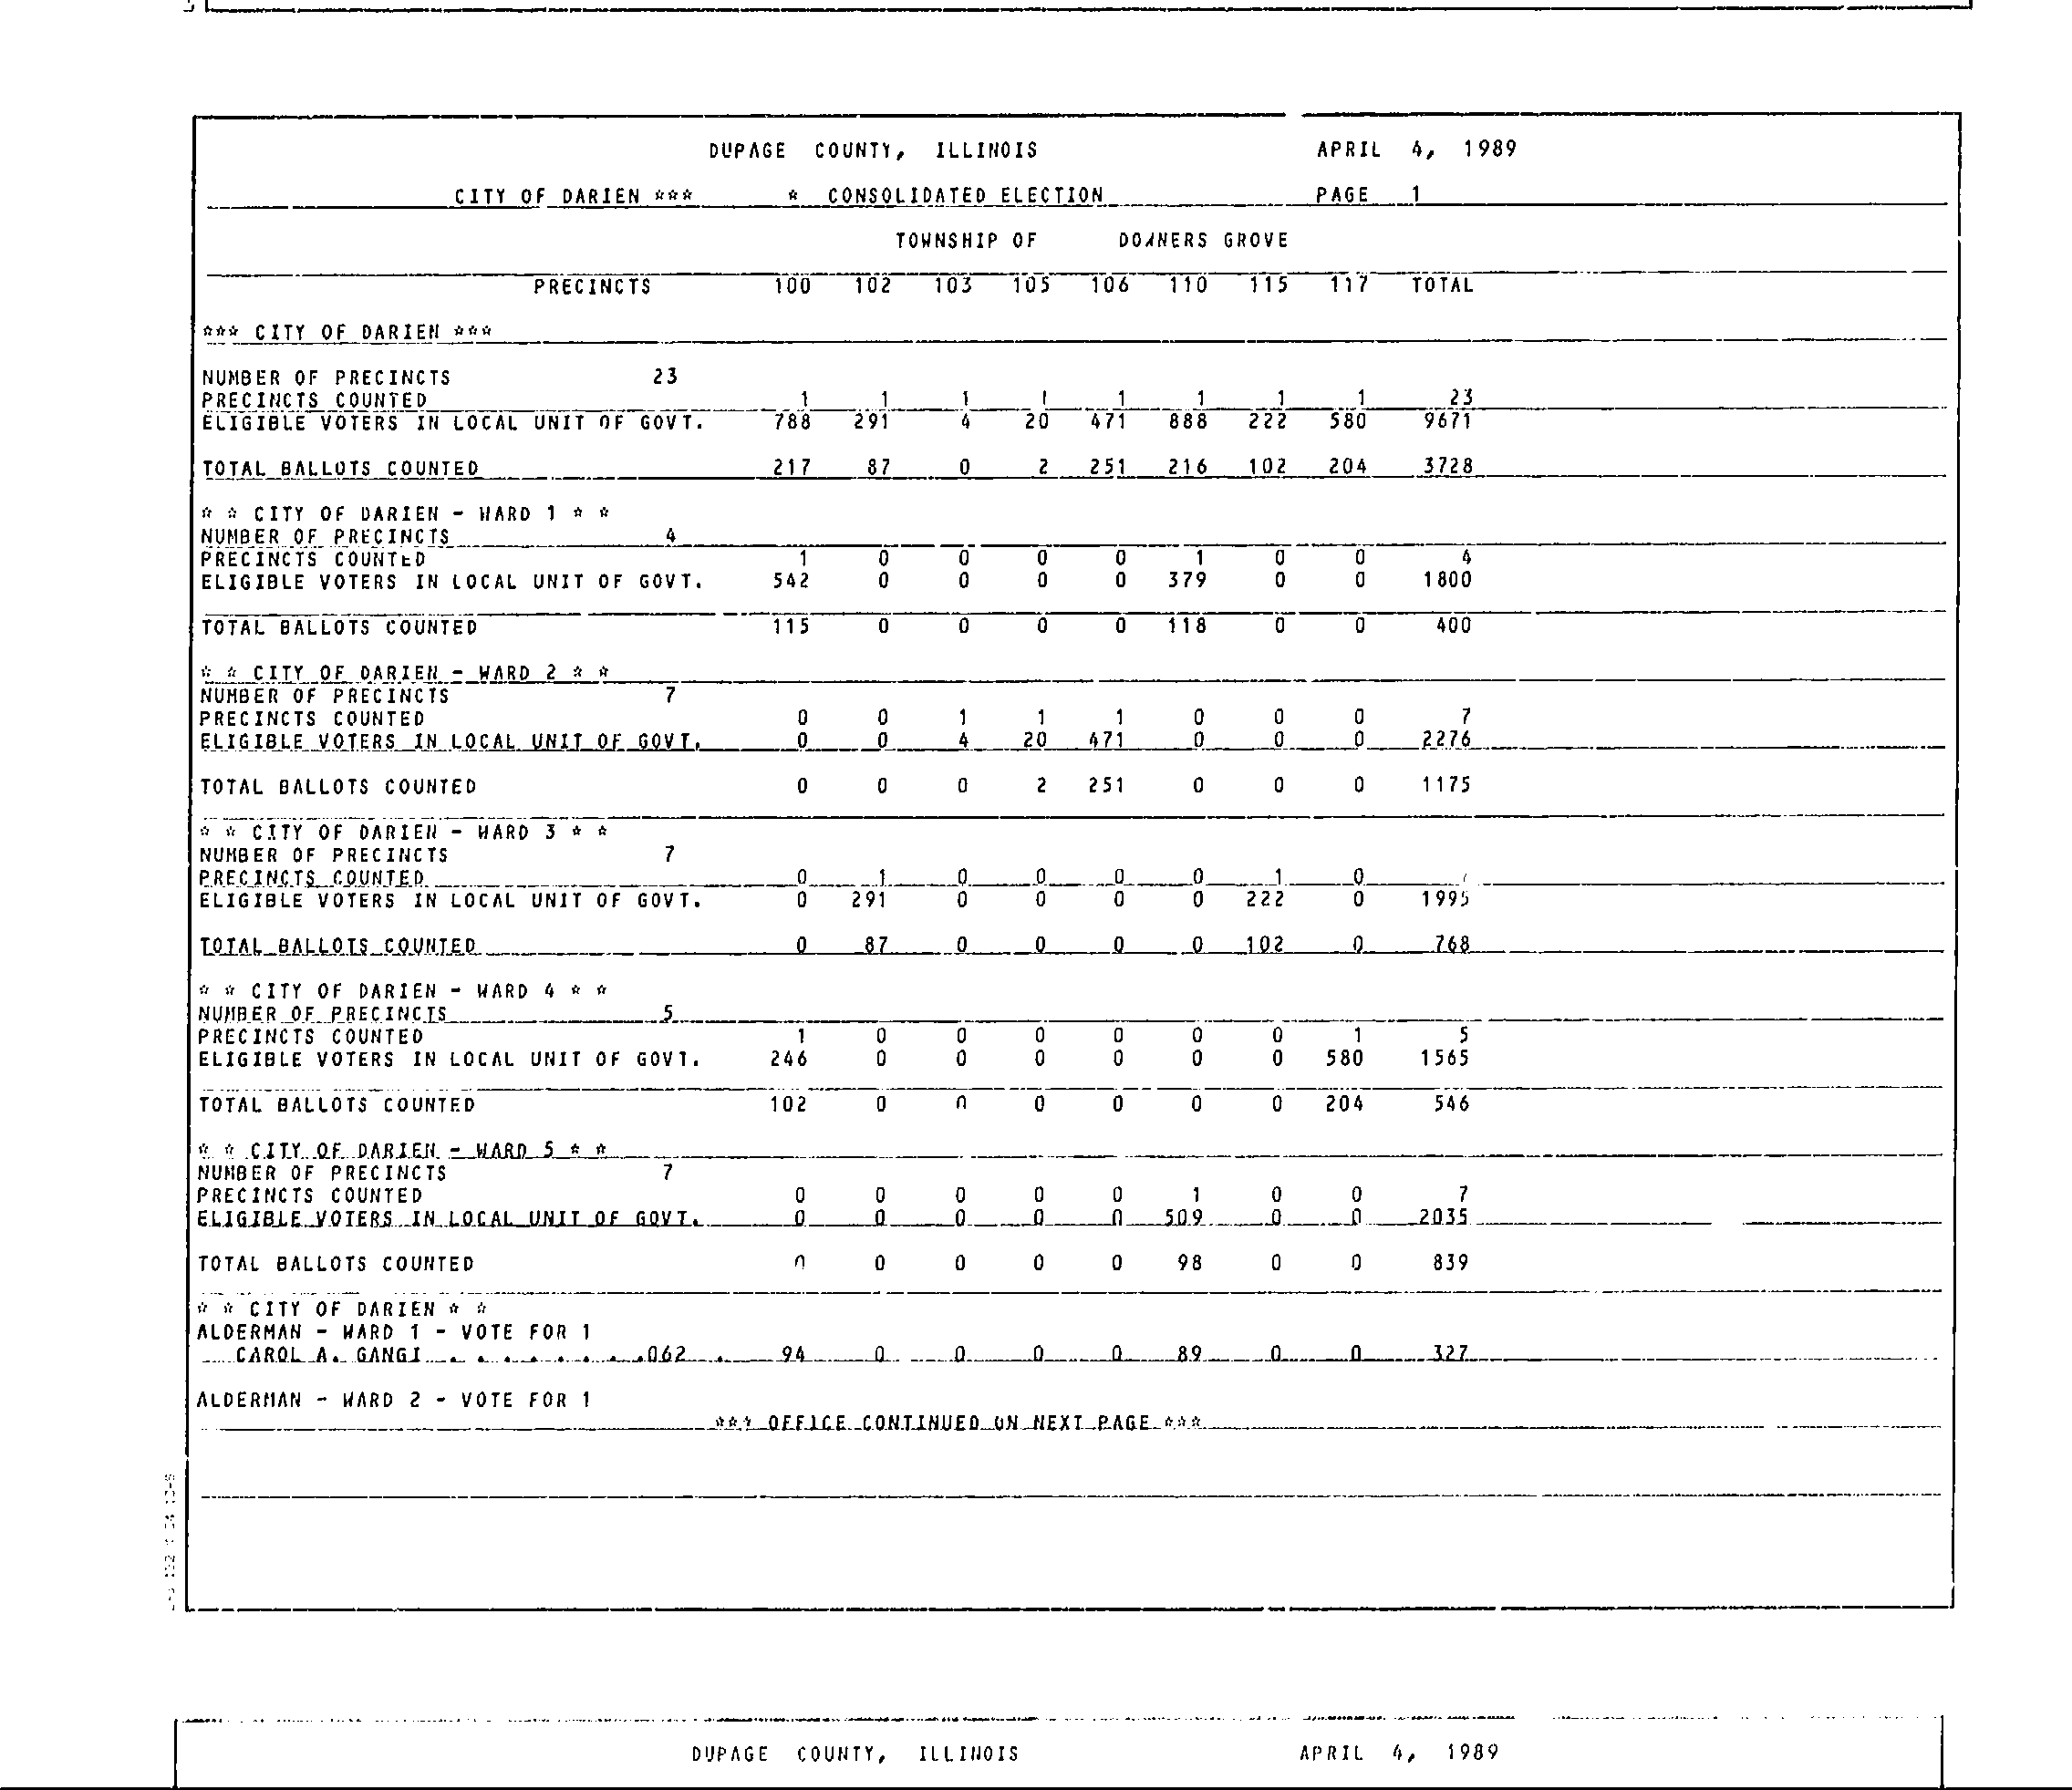 DUPAGE COUNTY, ILLINOIS APRIL 4, 1989
CITY OF DARIEN *** * CONSOLIDATED ELECTION PAGE 1
TOWNSHIP OF DOWNERS GROVE
PRECINCTS 100 102 103 105 106 110 115 117 TOTAL
*** CITY OF DARIEN ***
NUMBER OF PRECINCTS 23
PRECINCTS COUNTED 1 1 1 1 1 1 1 1 23
ELIGIBLE VOTERS IN LOCAL UNIT OF GOVT. 788 291 4 20 471 888 222 580 9671
TOTAL BALLOTS COUNTED 217 87 0 2 251 216 102 204 3728
* * CITY OF DARIEN - WARD 1 * *
NUMBER OF PRECINCTS 4
PRECINCTS COUNTED 1 0 0 0 0 1 0 0 4
ELIGIBLE VOTERS IN LOCAL UNIT OF GOVT. 542 0 0 0 0 379 0 0 1800
TOTAL BALLOTS COUNTED 115 0 0 0 0 118 0 0 400
* * CITY OF DARIEN - WARD 2 * *
NUMBER OF PRECINCTS 7
PRECINCTS COUNTED 0 0 1 1 1 0 0 0 7
ELIGIBLE VOTERS IN LOCAL UNIT OF GOVT. 0 0 4 20 471 0 0 0 2276
TOTAL BALLOTS COUNTED 0 0 0 2 251 0 0 0 1175
* * CITY OF DARIEN - WARD 3 * *
NUMBER OF PRECINCTS 7
PRECINCTS COUNTED 0 1 0 0 0 0 1 0
ELIGIBLE VOTERS IN LOCAL UNIT OF GOVT. 0 291 0 0 0 0 222 0 1995
TOTAL BALLOTS COUNTED 0 87 0 0 0 0 102 0 768
* * CITY OF DARIEN - WARD 4 * *
NUMBER OF PRECINCTS 5
PRECINCTS COUNTED 1 0 0 0 0 0 0 1 5
ELIGIBLE VOTERS IN LOCAL UNIT OF GOVT. 246 0 0 0 0 0 0 580 1565
TOTAL BALLOTS COUNTED 102 0 0 0 0 0 0 204 546
* * CITY OF DARIEN - WARD 5 * *
NUMBER OF PRECINCTS 7
PRECINCTS COUNTED 0 0 0 0 0 1 0 0 7
ELIGIBLE VOTERS IN LOCAL UNIT OF GOVT. 0 0 0 0 0 509 0 0 2035
TOTAL BALLOTS COUNTED 0 0 0 0 0 98 0 0 839
* * CITY OF DARIEN * *
ALDERMAN - WARD 1 - VOTE FOR 1
CAROL A. GANGI . . . . . . . . .062 . 94 0 0 0 0 89 0 0 327
ALDERMAN - WARD 2 - VOTE FOR 1
*** OFFICE CONTINUED ON NEXT PAGE ***
DUPAGE COUNTY, ILLINOIS APRIL 4, 1989